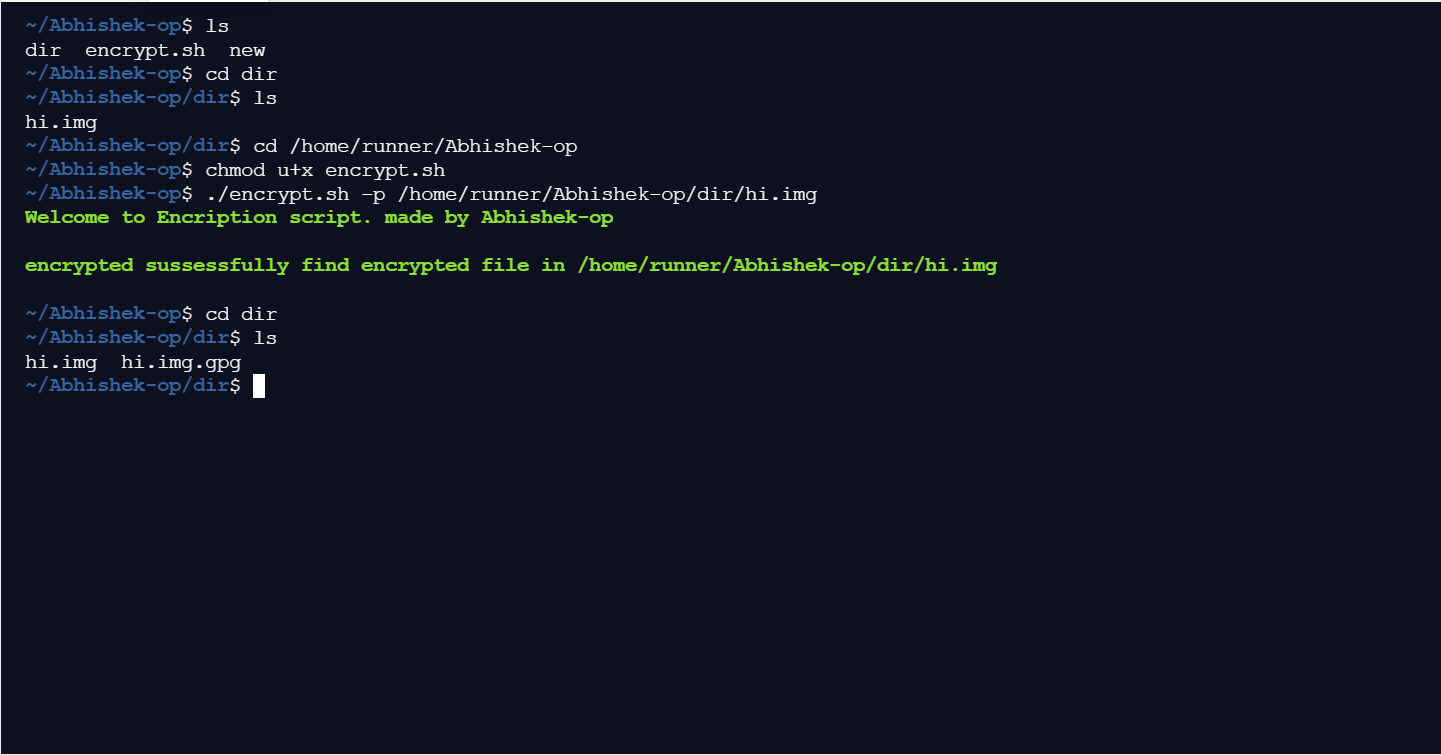 ~/Abhishek-op$ ls
dir  encrypt.sh  new
~/Abhishek-op$ cd dir
~/Abhishek-op/dir$ ls
hi.img
~/Abhishek-op/dir$ cd /home/runner/Abhishek-op
~/Abhishek-op$ chmod u+x encrypt.sh
~/Abhishek-op$ ./encrypt.sh -p /home/runner/Abhishek-op/dir/hi.img
Welcome to Encription script. made by Abhishek-op
encrypted sussessfully find encrypted file in /home/runner/Abhishek-op/dir/hi.img
~/Abhishek-op$ cd dir
~/Abhishek-op/dir$ ls
hi.img  hi.img.gpg
~/Abhishek-op/dir$